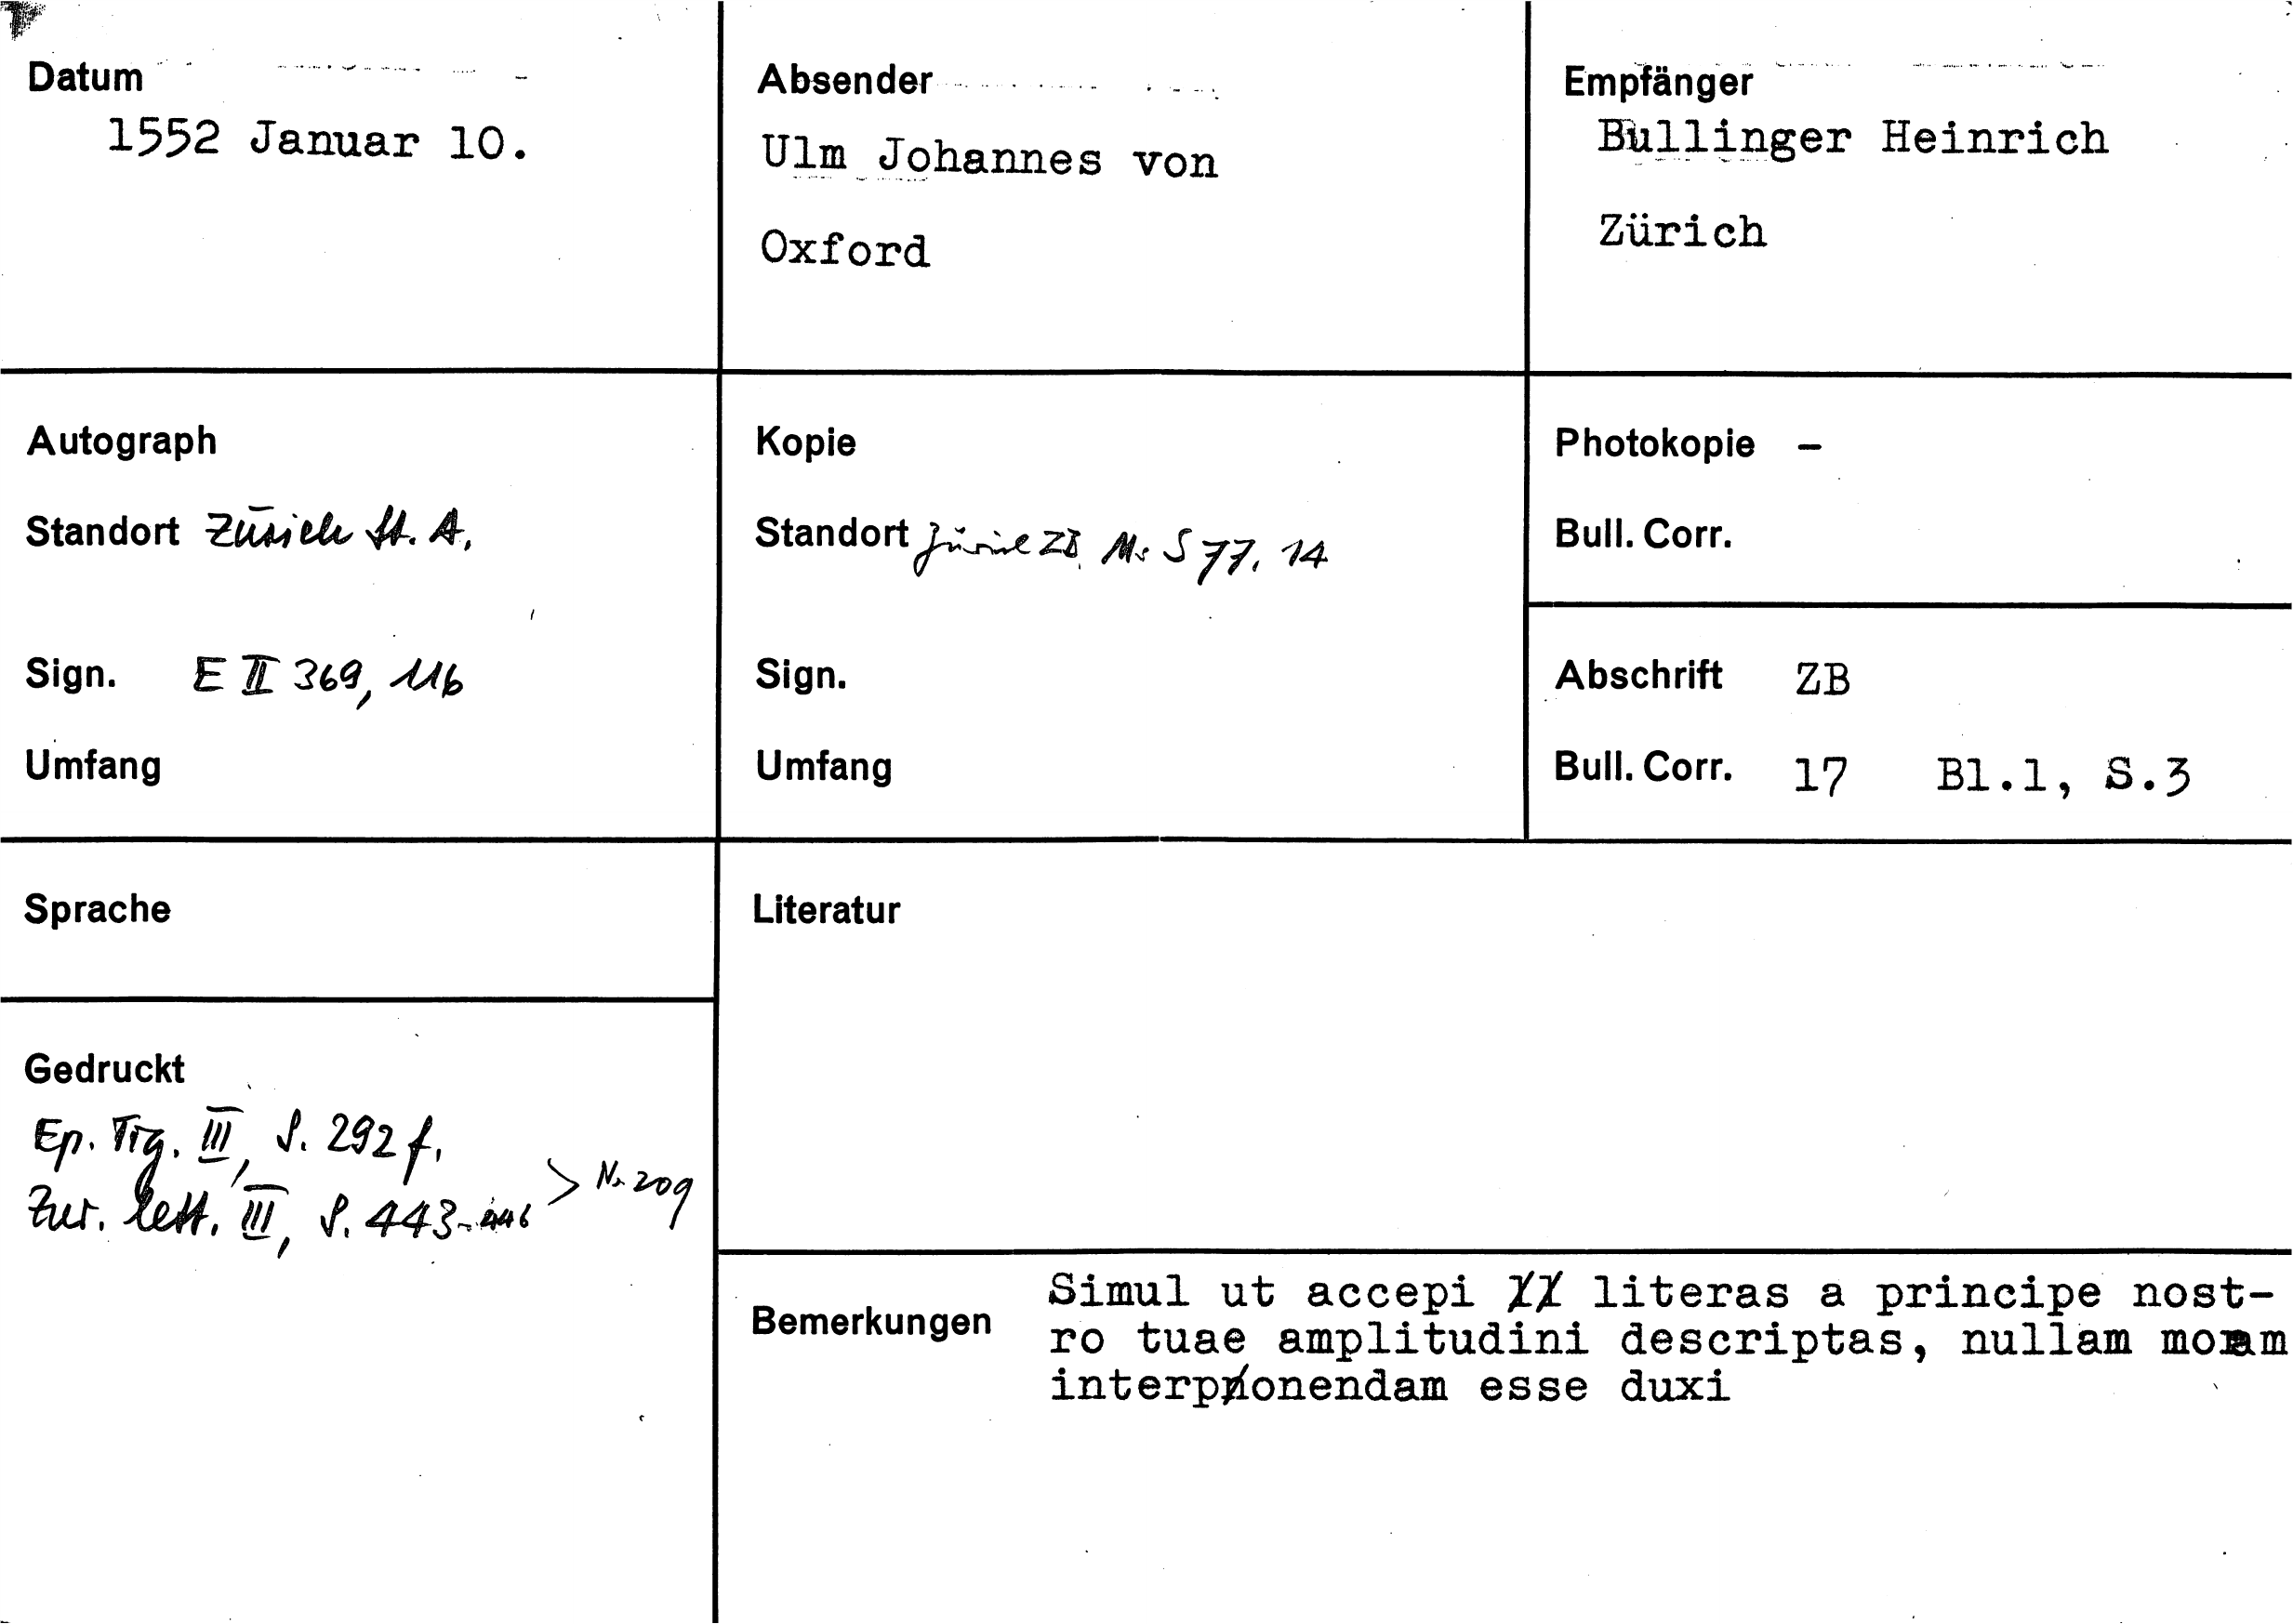 Datum
1552 Januar 10.
Absender
Ulm Johannes von
Oxford
Empfänger
Bullinger Heinrich
Zürich
Autograph
Standort Zürich St. A.
Sign. E II 369, 116
Umfang
Kopie
Standort Zürich ZB Ms S 77. 14
Sign.
Umfang
Photokopie -
Bull. Corr.
Abschrift ZB
Bull. Corr. 17 Bl.1, S.3
Sprache
Literatur
Gedruckt
Ep. Tig. III, S. 292 f.
Zur. lett. III, S. 443-446 > Nr. 209
Bemerkungen
Simul ut accepi literas a principe nost-
ro tuae amplitudini descriptas, nullam moram
interponendam esse duxi